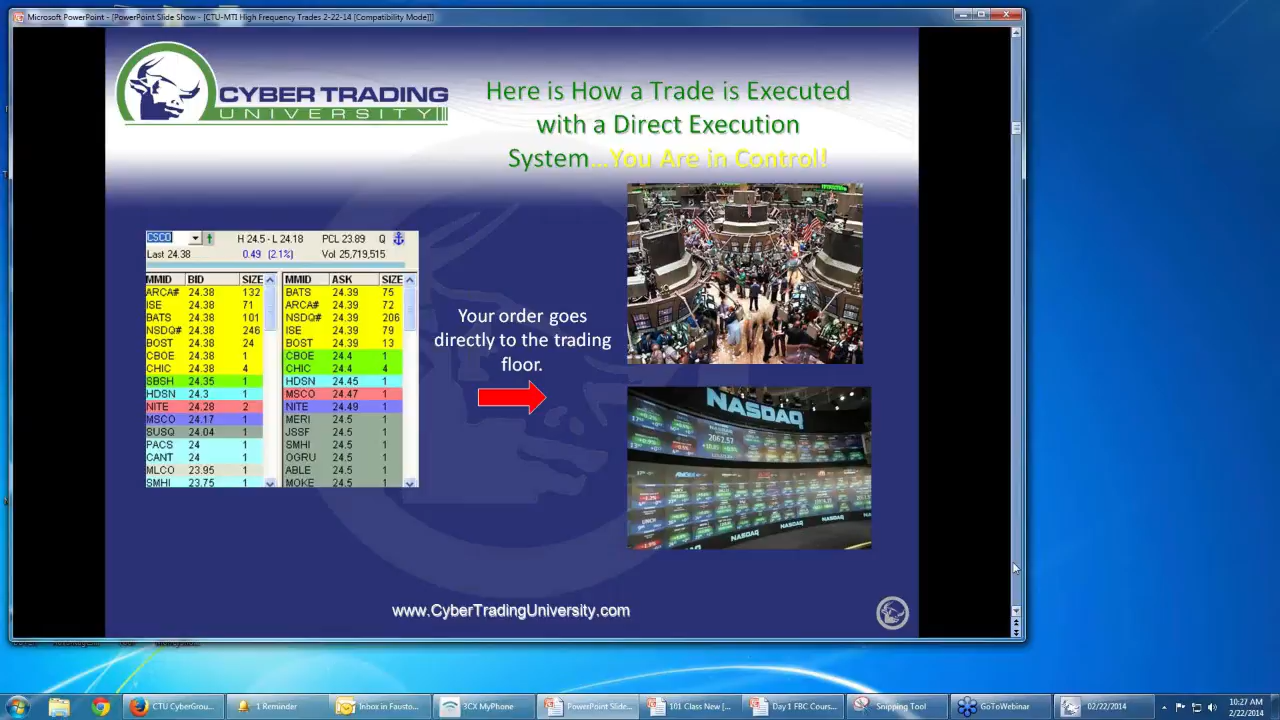 Microsoft PowerPoint - [PowerPoint Slide Show - [CTU-MTI High Frequency Trades 2-22-14 [Compatibility Mode]]]
CYBER TRADING
UNIVERSITY
Here is How a Trade is Executed
with a Direct Execution
System...You Are in Control!
CSCO H 24.5 - L 24.18 PCL 23.89 Q
Last 24.38 0.49 (2.1%) Vol 25,719,515
MMID BID SIZE MMID ASK SIZE
ARCA# 24.38 132 BATS 24.39 75
ISE 24.38 71 ARCA# 24.39 72
BATS 24.38 101 NSDQ# 24.39 206
NSDQ# 24.38 246 ISE 24.39 79
BOST 24.38 24 BOST 24.39 13
CBOE 24.38 1 CBOE 24.4 1
CHIC 24.38 4 CHIC 24.4 4
SBSH 24.35 1 HDSN 24.45 1
HDSN 24.3 1 MSCO 24.47 1
NITE 24.28 2 NITE 24.49 1
MSCO 24.17 1 MERI 24.5 1
SUSQ 24.04 1 JSSF 24.5 1
PACS 24 1 SMHI 24.5 1
CANT 24 1 OGRU 24.5 1
MLCO 23.95 1 ABLE 24.5 1
SMHI 23.75 1 MOKE 24.5 1
Your order goes
directly to the trading
floor.
NASDAQ
2062.57
NASDAQ
NASDAQ
NASDAQ
www.CyberTradingUniversity.com
CTU CyberGrou...
1 Reminder
Inbox in Fausto...
3CX MyPhone
PowerPoint Slide...
101 Class New [...
Day 1 FBC Cours...
Snipping Tool
GoToWebinar
02/22/2014
10:27 AM
2/22/2014